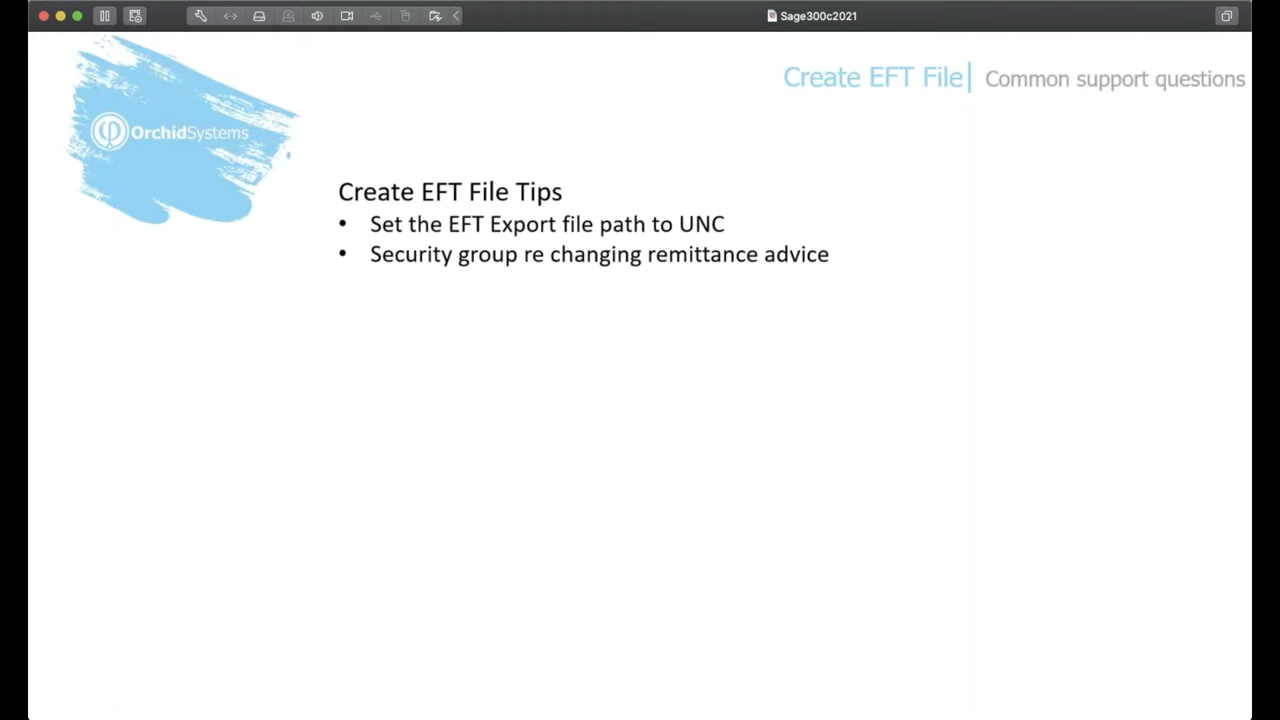 Sage300c2021
Create EFT File| Common support questions
OrchidSystems
Create EFT File Tips
• Set the EFT Export file path to UNC
• Security group re changing remittance advice